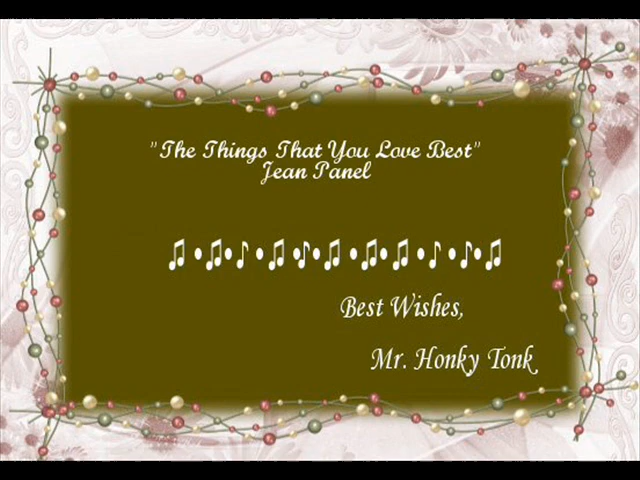 "The Things That You Love Best"
Jean Panel
♫•♫•♪•♫•♪•♫•♫•♫•♪•♪•♫
Best Wishes,
Mr. Honky Tonk